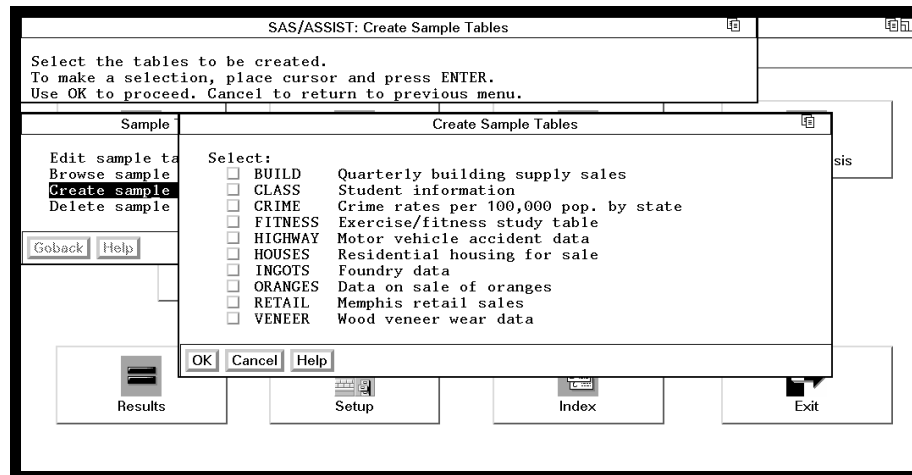 SAS/ASSIST: Create Sample Tables
Select the tables to be created.
To make a selection, place cursor and press ENTER.
Use OK to proceed. Cancel to return to previous menu.
Sample
Edit sample ta
Browse sample
Create sample
Delete sample
Goback Help
Create Sample Tables
Select:
BUILD Quarterly building supply sales
CLASS Student information
CRIME Crime rates per 100,000 pop. by state
FITNESS Exercise/fitness study table
HIGHWAY Motor vehicle accident data
HOUSES Residential housing for sale
INGOTS Foundry data
ORANGES Data on sale of oranges
RETAIL Memphis retail sales
VENEER Wood veneer wear data
OK Cancel Help
sis
Results Setup Index Exit